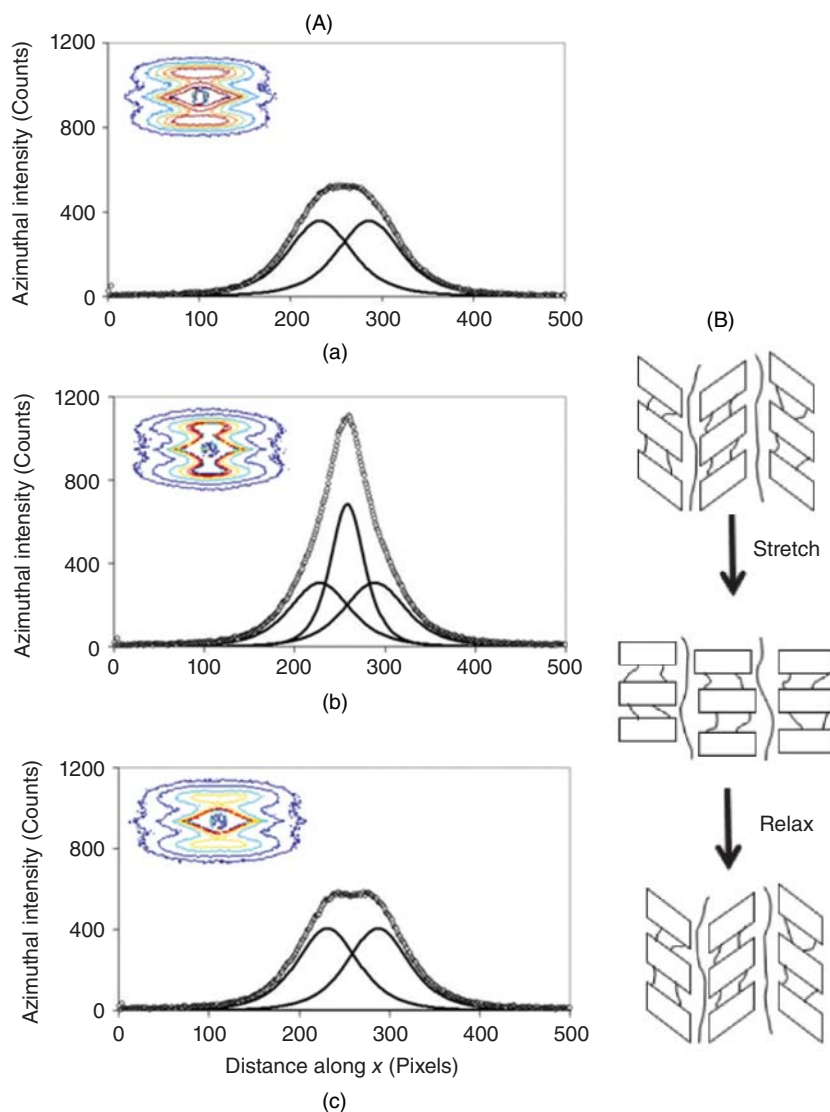 (A)
Azimuthal intensity (Counts)
1200
800
400
0
0 100 200 300 400 500
(a)
Azimuthal intensity (Counts)
1200
800
400
0
0 100 200 300 400 500
(b)
Azimuthal intensity (Counts)
1200
800
400
0
0 100 200 300 400 500
Distance along x (Pixels)
(c)
(B)
Stretch
Relax